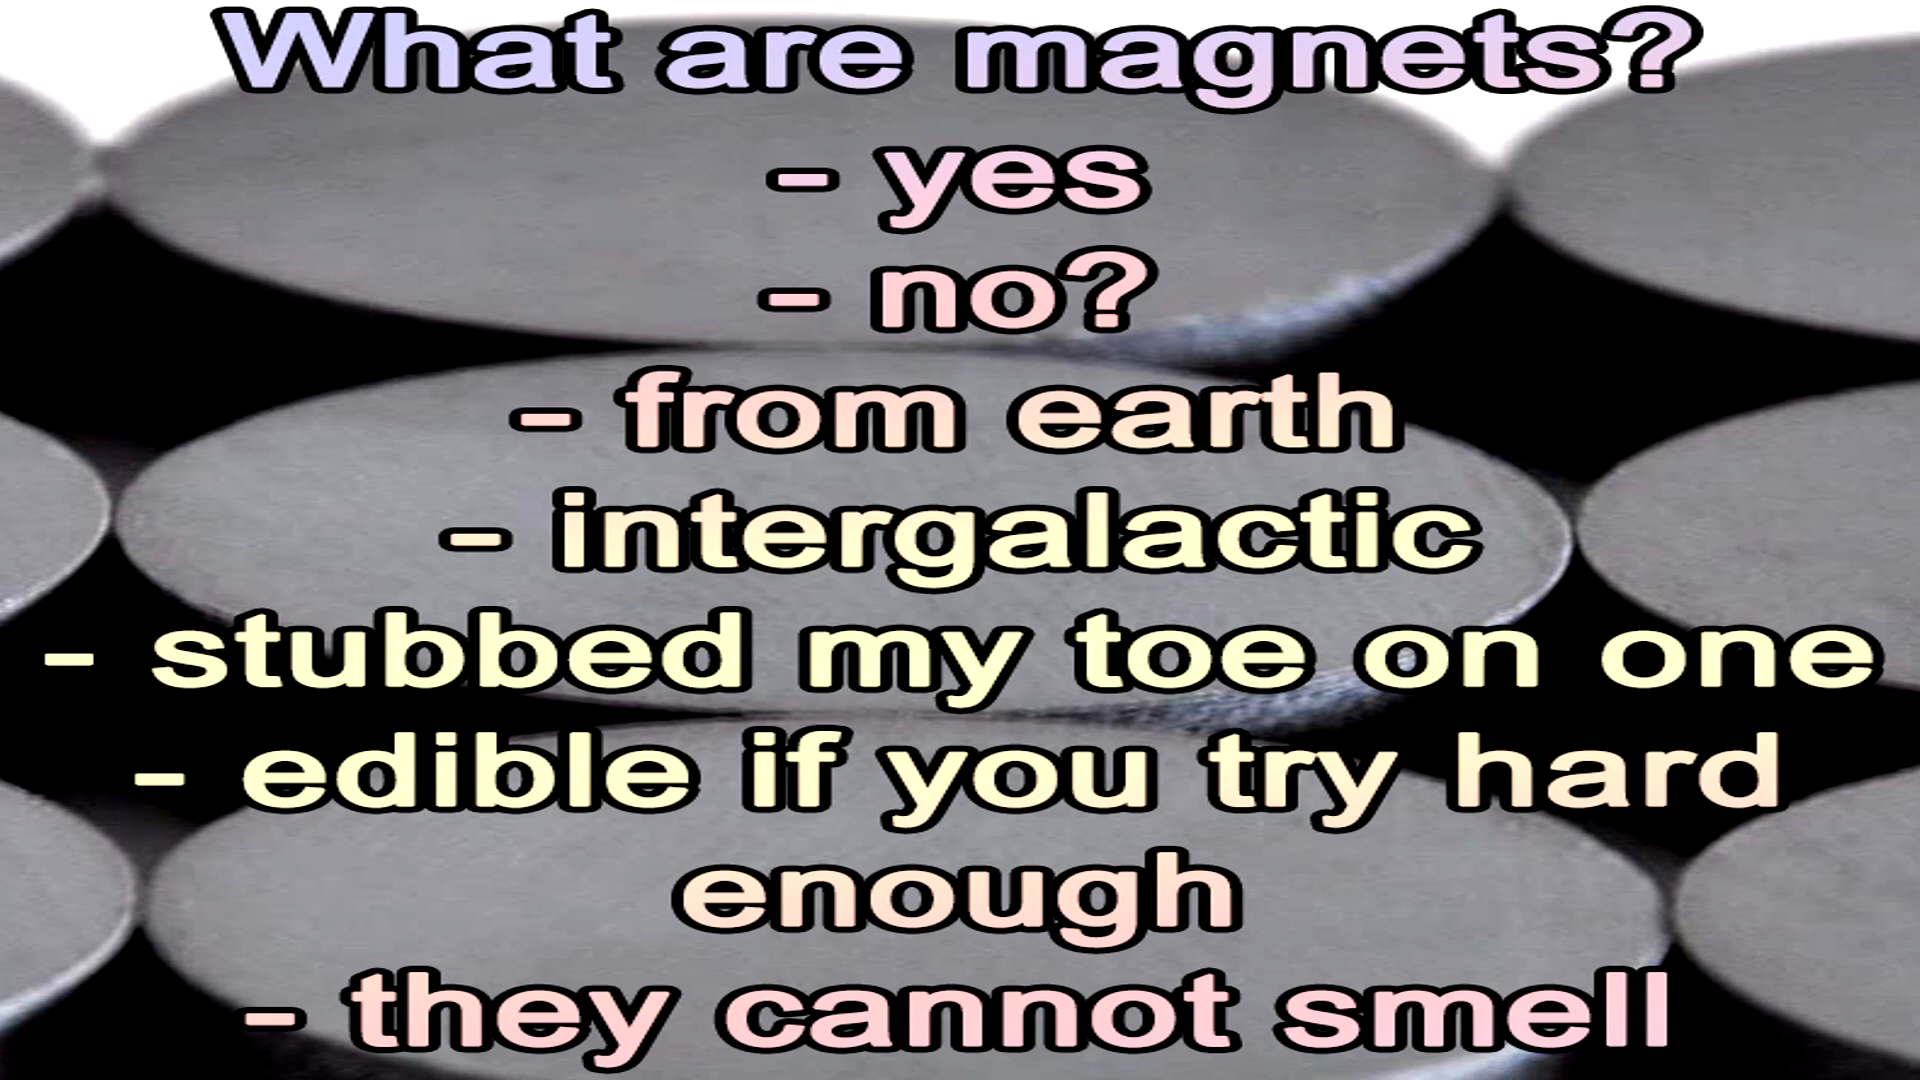 What are magnets?
- yes
- no?
- from earth
- intergalactic
- stubbed my toe on one
- edible if you try hard
enough
- they cannot smell